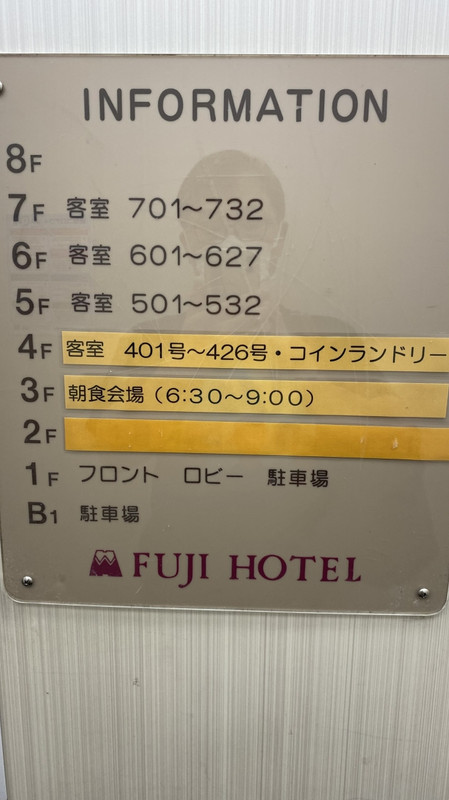 INFORMATION
8F
7F 客室 701～732
6F 客室 601～627
5F 客室 501～532
4F 客室 401号～426号・コインランドリー
3F 朝食会場（6:30～9:00）
2F
1F フロント ロビー 駐車場
B1 駐車場
FUJI HOTEL